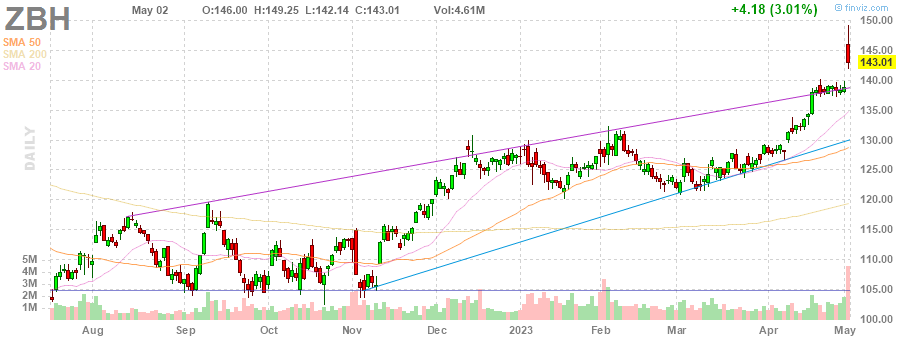 ZBH
May 02 O:146.00 H:149.25 L:142.14 C:143.01 Vol:4.61M +4.18 (3.01%)
© finviz.com
SMA 50
SMA 200
SMA 20
DAILY
150.00
145.00
143.01
140.00
135.00
130.00
125.00
120.00
115.00
110.00
105.00
100.00
5M
4M
3M
2M
1M
Aug Sep Oct Nov Dec 2023 Feb Mar Apr May